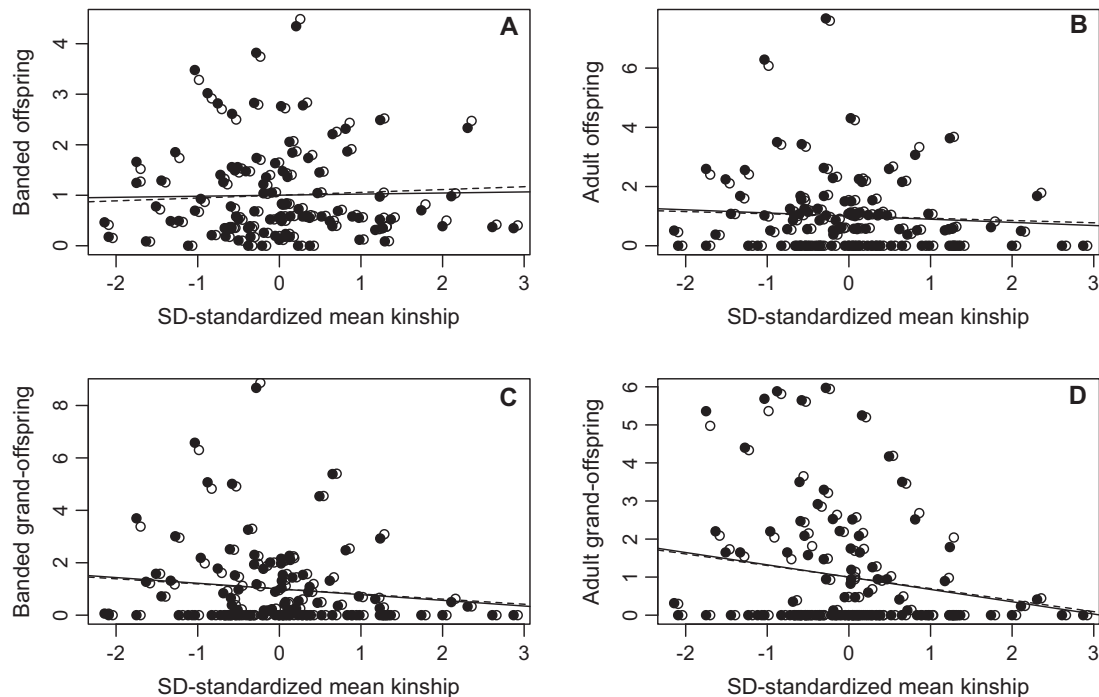 A
Banded offspring
4
3
2
1
0
-2 -1 0 1 2 3
SD-standardized mean kinship
B
Adult offspring
6
4
2
0
-2 -1 0 1 2 3
SD-standardized mean kinship
C
Banded grand-offspring
8
6
4
2
0
-2 -1 0 1 2 3
SD-standardized mean kinship
D
Adult grand-offspring
6
5
4
3
2
1
0
-2 -1 0 1 2 3
SD-standardized mean kinship